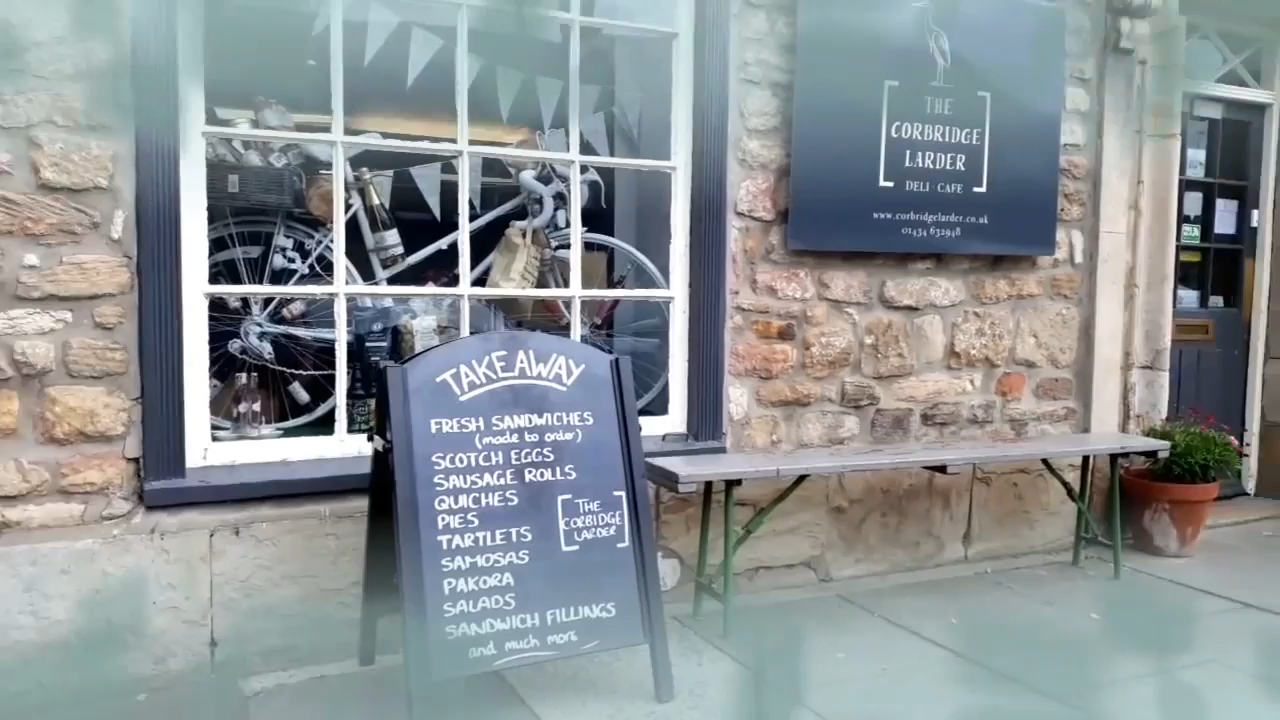 THE
CORBRIDGE
LARDER
DELI · CAFE
www.corbridgelarder.co.uk
01434 632948
TAKEAWAY
FRESH SANDWICHES
(made to order)
SCOTCH EGGS
SAUSAGE ROLLS
QUICHES
PIES
TARTLETS
SAMOSAS
PAKORA
SALADS
SANDWICH FILLINGS
and much more
THE
CORBIDGE
LARDER